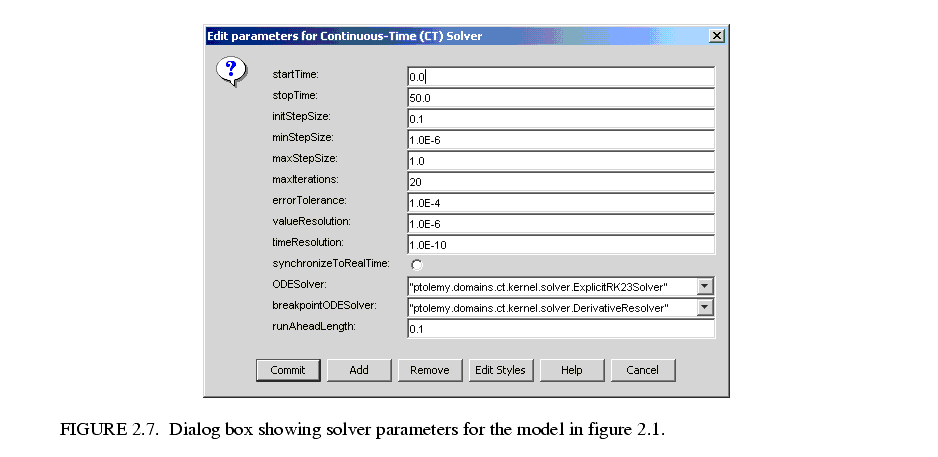 Edit parameters for Continuous-Time (CT) Solver
?
startTime: 0.0
stopTime: 50.0
initStepSize: 0.1
minStepSize: 1.0E-6
maxStepSize: 1.0
maxIterations: 20
errorTolerance: 1.0E-4
valueResolution: 1.0E-6
timeResolution: 1.0E-10
synchronizeToRealTime:
ODESolver: "ptolemy.domains.ct.kernel.solver.ExplicitRK23Solver"
breakpointODESolver: "ptolemy.domains.ct.kernel.solver.DerivativeResolver"
runAheadLength: 0.1
Commit Add Remove Edit Styles Help Cancel
FIGURE 2.7. Dialog box showing solver parameters for the model in figure 2.1.